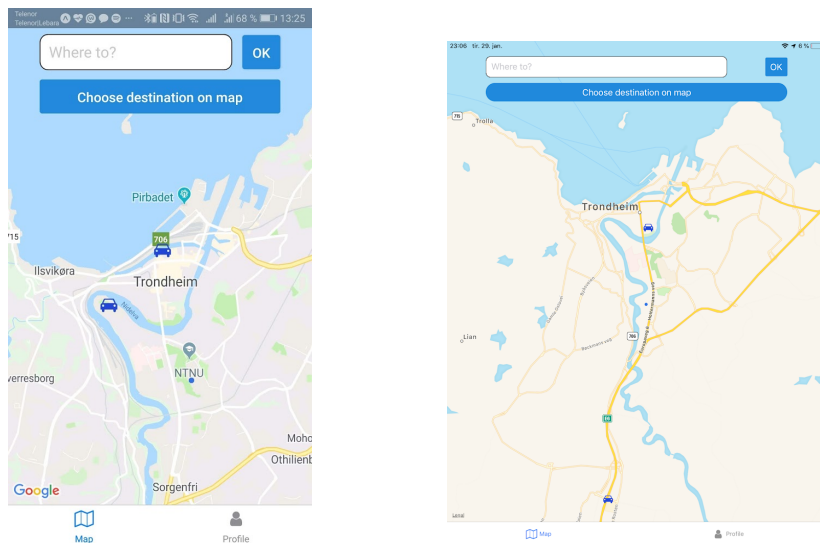 Telenor
Telenor|Lebara
68 % 13:25
Where to?
OK
Choose destination on map
Pirbadet
715
706
Ilsvikøra
Trondheim
Nidelva
NTNU
verresborg
Moho
Othilienb
Sorgenfri
Google
Map
Profile
23:06 tir. 29. jan.
6 %
Where to?
OK
Choose destination on map
Trolla
Trondheim
Lian
706
E6
Legal
Map
Profile